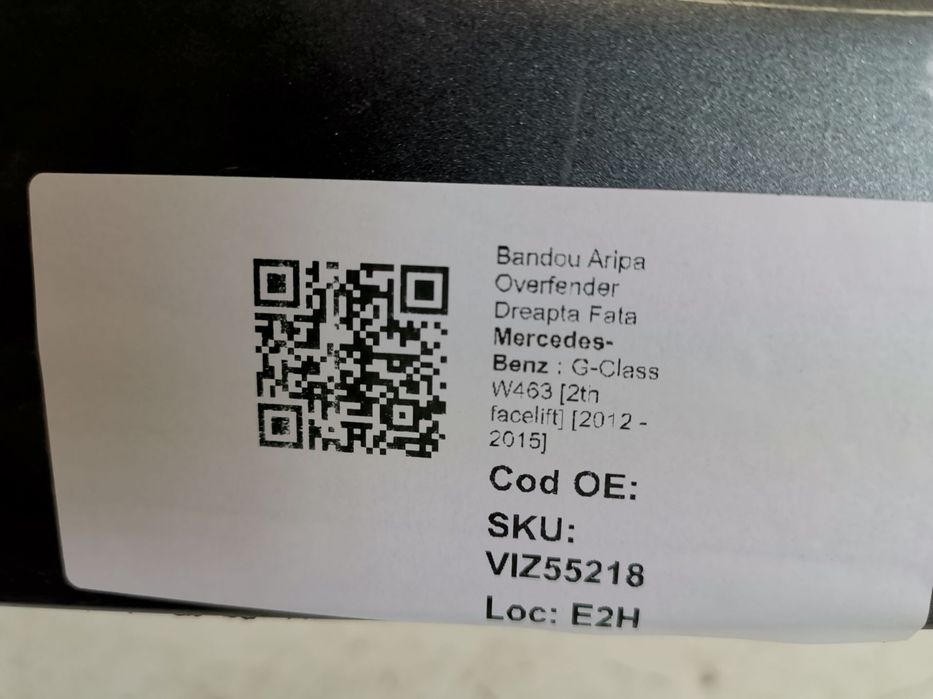 Bandou Aripa
Overfender
Dreapta Fata
Mercedes-
Benz : G-Class
W463 [2th
facelift] [2012 -
2015]
Cod OE:
SKU:
VIZ55218
Loc: E2H